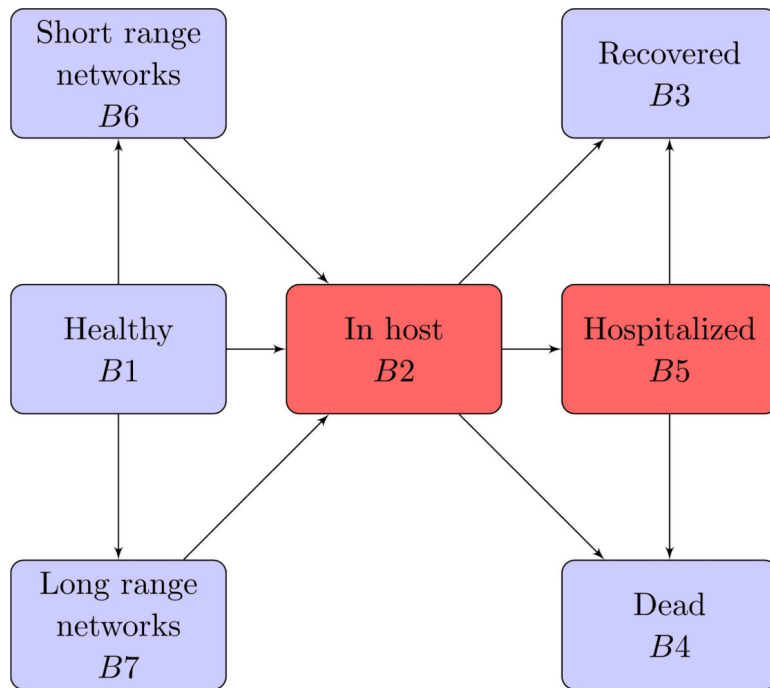 Short range
networks
B6
Recovered
B3
Healthy
B1
In host
B2
Hospitalized
B5
Long range
networks
B7
Dead
B4